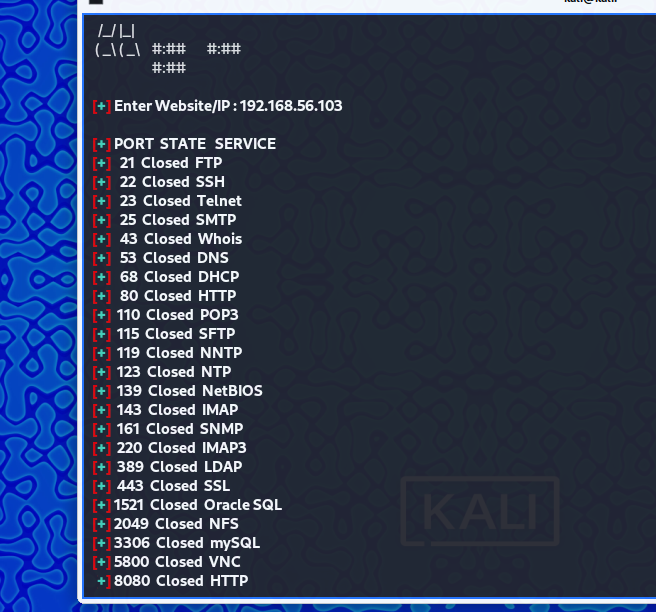 /_/ |_|
( _\ ( _\   #:##   #:##
#:##
[+] Enter Website/IP : 192.168.56.103
[+] PORT STATE SERVICE
[+] 21 Closed FTP
[+] 22 Closed SSH
[+] 23 Closed Telnet
[+] 25 Closed SMTP
[+] 43 Closed Whois
[+] 53 Closed DNS
[+] 68 Closed DHCP
[+] 80 Closed HTTP
[+] 110 Closed POP3
[+] 115 Closed SFTP
[+] 119 Closed NNTP
[+] 123 Closed NTP
[+] 139 Closed NetBIOS
[+] 143 Closed IMAP
[+] 161 Closed SNMP
[+] 220 Closed IMAP3
[+] 389 Closed LDAP
[+] 443 Closed SSL
[+] 1521 Closed Oracle SQL
[+] 2049 Closed NFS
[+] 3306 Closed mySQL
[+] 5800 Closed VNC
+] 8080 Closed HTTP
KALI